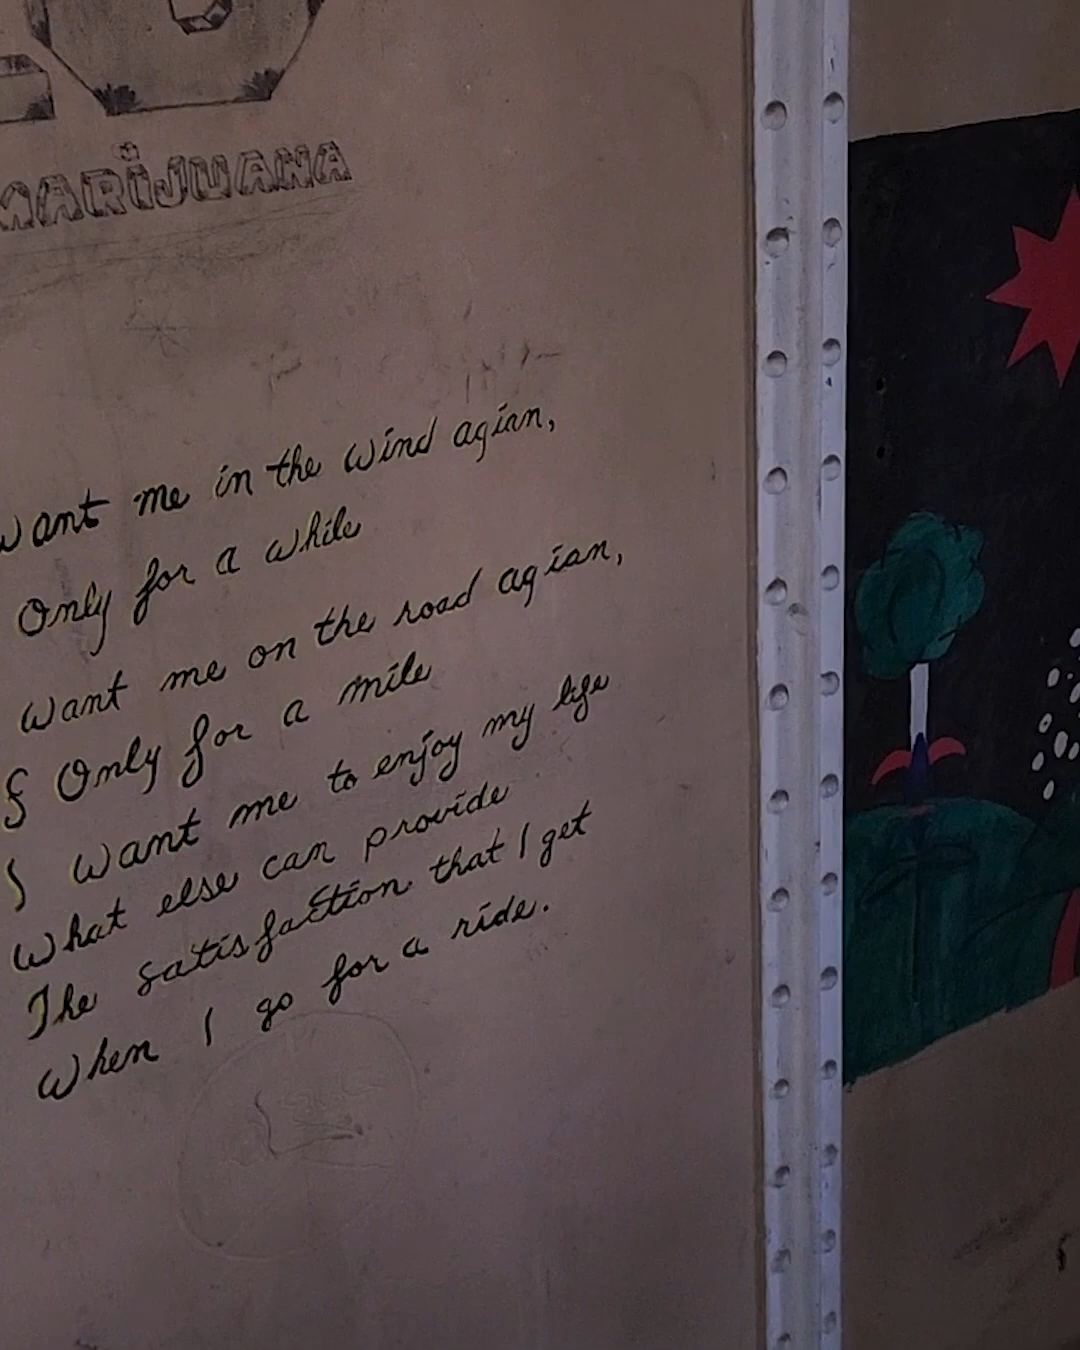 MARIJUANA
want me in the wind agian,
Only for a while
want me on the road agian,
Only for a mile
I want me to enjoy my life
What else can provide
The satisfaction that I get
When I go for a ride.